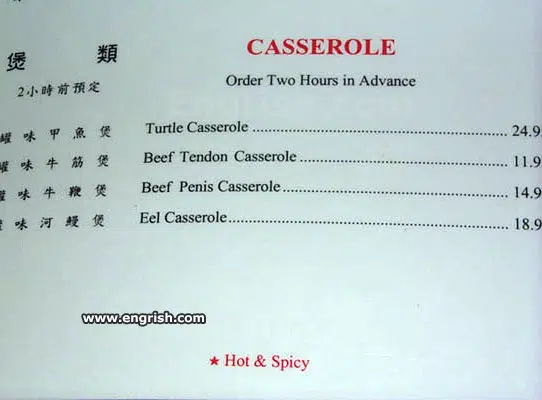 煲 類 CASSEROLE
2小時前預定 Order Two Hours in Advance
罐 味 甲 魚 煲 Turtle Casserole ........ 24.9
罐 味 牛 筋 煲 Beef Tendon Casserole ........ 11.9
罐 味 牛 鞭 煲 Beef Penis Casserole ........ 14.9
味 河 鰻 煲 Eel Casserole ........ 18.9
www.engrish.com
★ Hot & Spicy